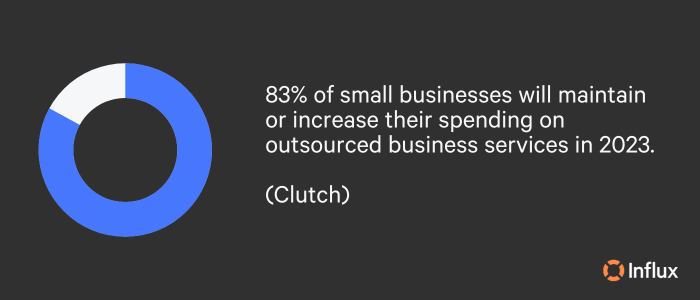 83% of small businesses will maintain
or increase their spending on
outsourced business services in 2023.
(Clutch)
Influx